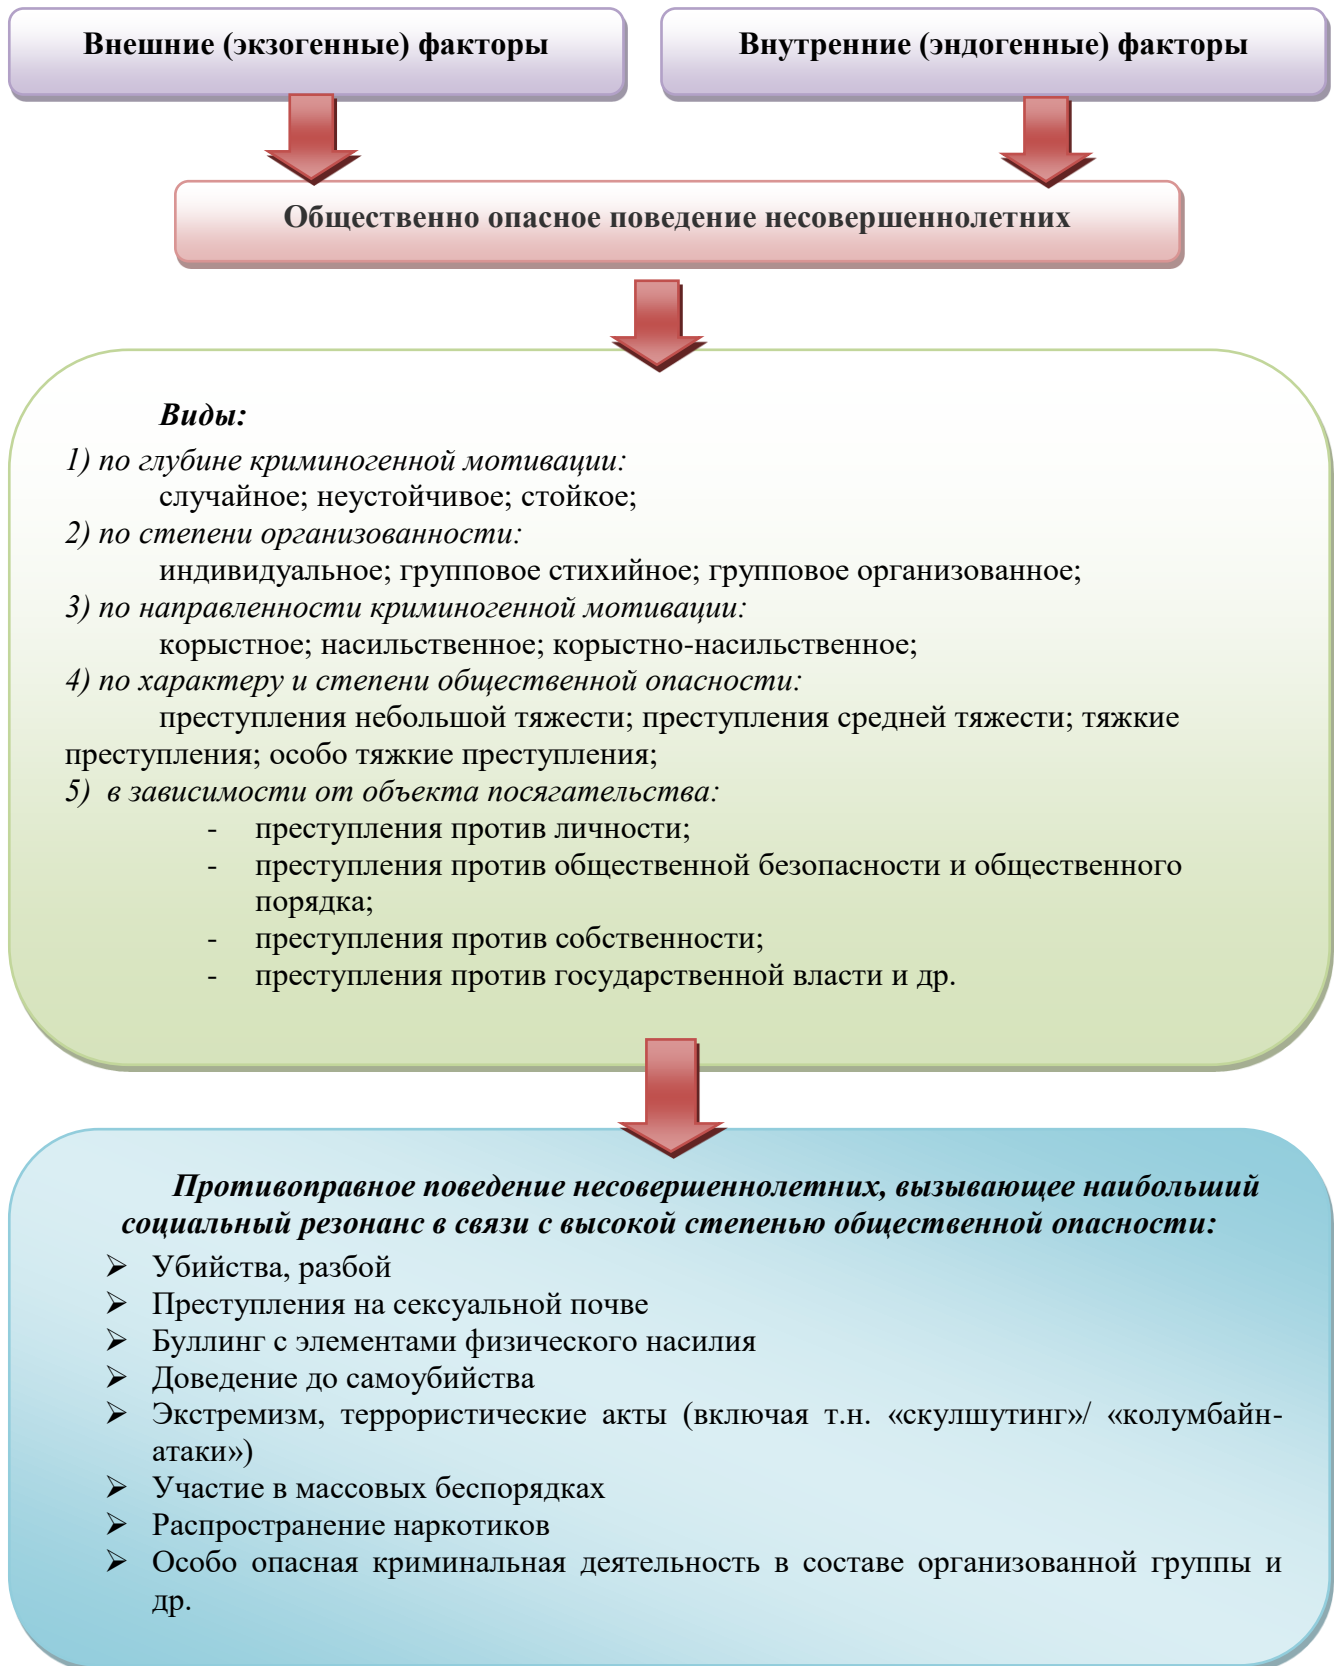 Внешние (экзогенные) факторы
Внутренние (эндогенные) факторы
Общественно опасное поведение несовершеннолетних
Виды:
1) по глубине криминогенной мотивации:
случайное; неустойчивое; стойкое;
2) по степени организованности:
индивидуальное; групповое стихийное; групповое организованное;
3) по направленности криминогенной мотивации:
корыстное; насильственное; корыстно-насильственное;
4) по характеру и степени общественной опасности:
преступления небольшой тяжести; преступления средней тяжести; тяжкие
преступления; особо тяжкие преступления;
5) в зависимости от объекта посягательства:
- преступления против личности;
- преступления против общественной безопасности и общественного
порядка;
- преступления против собственности;
- преступления против государственной власти и др.
Противоправное поведение несовершеннолетних, вызывающее наибольший
социальный резонанс в связи с высокой степенью общественной опасности:
➢ Убийства, разбой
➢ Преступления на сексуальной почве
➢ Буллинг с элементами физического насилия
➢ Доведение до самоубийства
➢ Экстремизм, террористические акты (включая т.н. «скулшутинг»/ «колумбайн-
атаки»)
➢ Участие в массовых беспорядках
➢ Распространение наркотиков
➢ Особо опасная криминальная деятельность в составе организованной группы и
др.